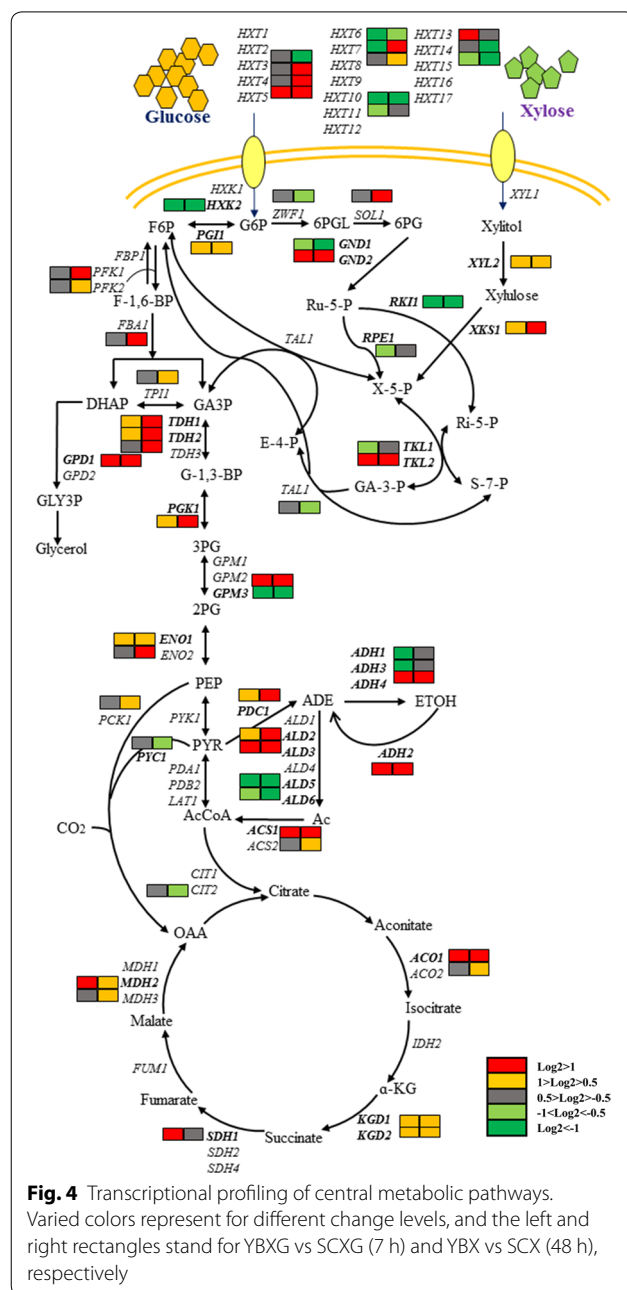 HXT1
HXT2
HXT3
HXT4
HXT5
HXT6
HXT7
HXT8
HXT9
HXT10
HXT11
HXT12
HXT13
HXT14
HXT15
HXT16
HXT17
Glucose
Xylose
HXK1
HXK2
F6P
G6P
PGI1
ZWF1
6PGL
SOL1
6PG
GND1
GND2
XYL1
Xylitol
XYL2
Xylulose
XKS1
FBP1
PFK1
PFK2
F-1,6-BP
FBA1
Ru-5-P
RKI1
RPE1
TAL1
X-5-P
Ri-5-P
TPI1
DHAP
GA3P
TDH1
TDH2
TDH3
E-4-P
TKL1
TKL2
GPD1
GPD2
G-1,3-BP
TAL1
GA-3-P
S-7-P
GLY3P
PGK1
Glycerol
3PG
GPM1
GPM2
GPM3
2PG
ENO1
ENO2
PEP
ADH1
ADH3
ADH4
ADE
ETOH
PCK1
PYK1
PDC1
PYR
PYC1
ALD1
ALD2
ALD3
ALD4
ALD5
ALD6
ADH2
PDA1
PDB2
LAT1
AcCoA
Ac
ACS1
ACS2
CO2
CIT1
CIT2
Citrate
OAA
Aconitate
MDH1
MDH2
MDH3
ACO1
ACO2
Malate
Isocitrate
IDH2
FUM1
α-KG
Fumarate
KGD1
KGD2
Succinate
SDH1
SDH2
SDH4
Log2>1
1>Log2>0.5
0.5>Log2>-0.5
-1<Log2<-0.5
Log2<-1
Fig. 4 Transcriptional profiling of central metabolic pathways.
Varied colors represent for different change levels, and the left and
right rectangles stand for YBXG vs SCXG (7 h) and YBX vs SCX (48 h),
respectively